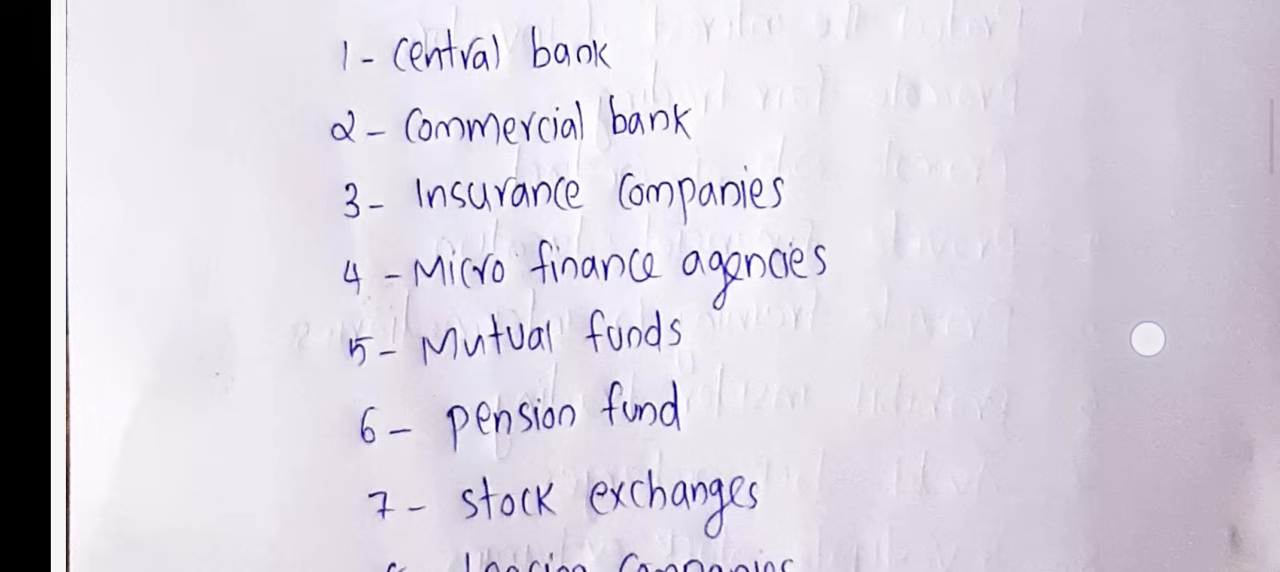 1 - Central bank
2 - Commercial bank
3 - Insurance Companies
4 - Micro finance agencies
5 - Mutual funds
6 - pension fund
7 - stock exchanges
Companies